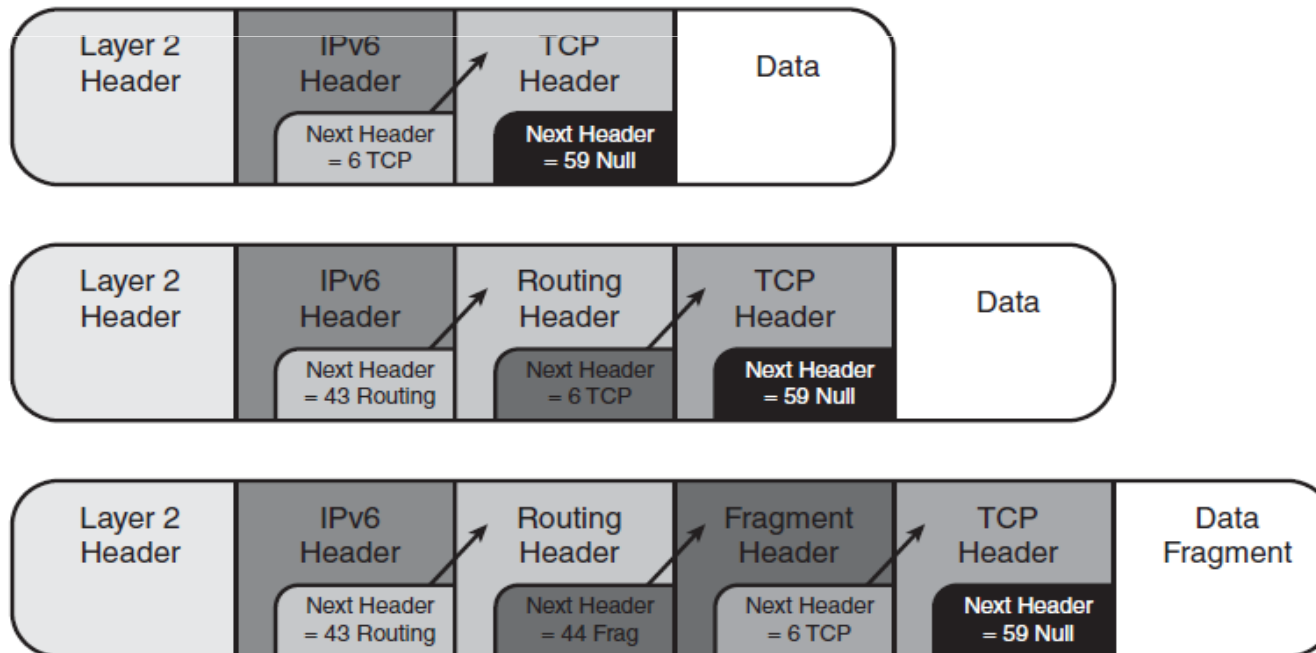 Layer 2
Header
IPv6
Header
Next Header
= 6 TCP
TCP
Header
Next Header
= 59 Null
Data
Layer 2
Header
IPv6
Header
Next Header
= 43 Routing
Routing
Header
Next Header
= 6 TCP
TCP
Header
Next Header
= 59 Null
Data
Layer 2
Header
IPv6
Header
Next Header
= 43 Routing
Routing
Header
Next Header
= 44 Frag
Fragment
Header
Next Header
= 6 TCP
TCP
Header
Next Header
= 59 Null
Data
Fragment